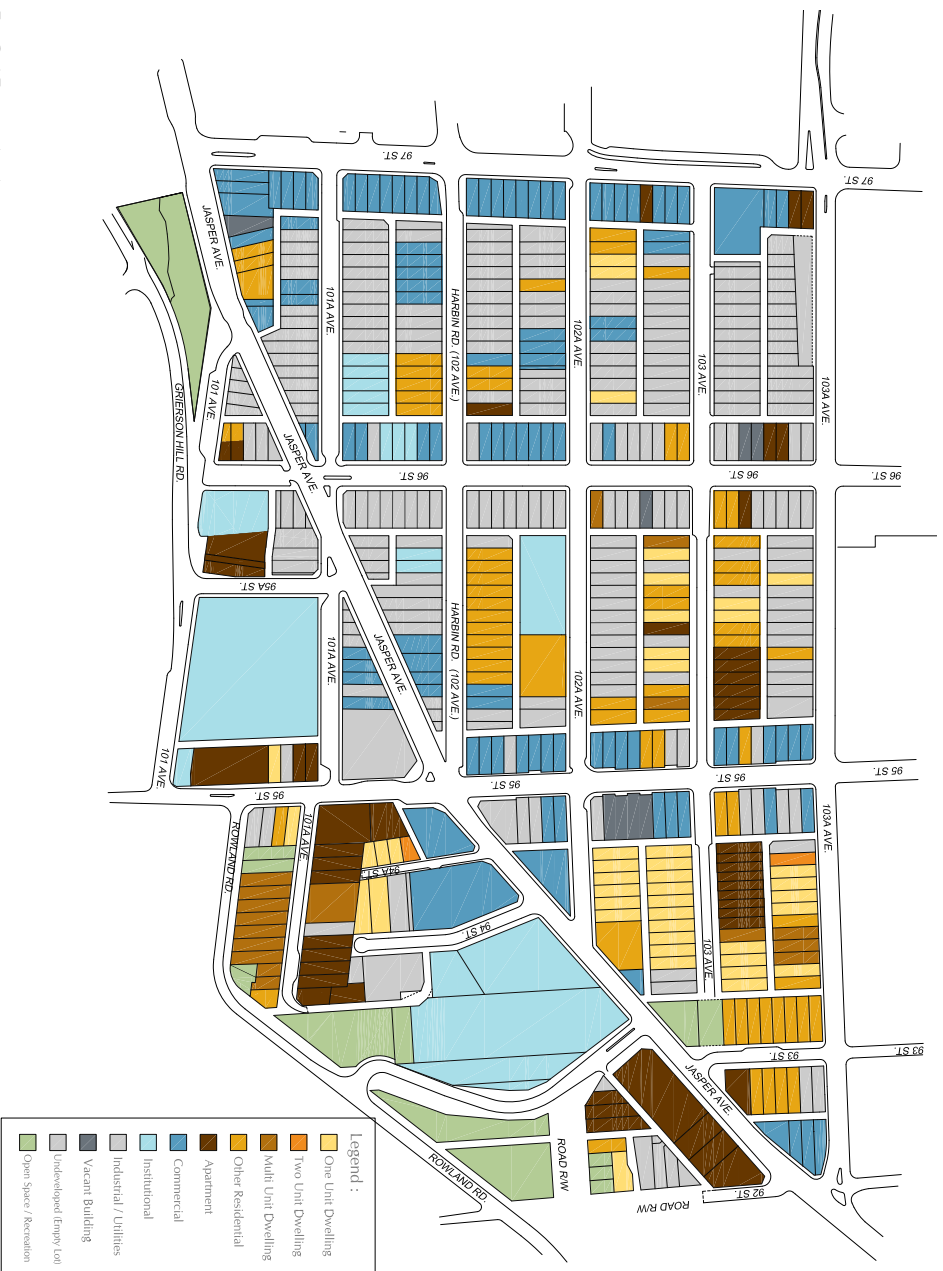 97 ST.
97 ST.
JASPER AVE.
101A AVE.
HARBIN RD. (102 AVE.)
102A AVE.
103 AVE.
103A AVE.
GRIERSON HILL RD.
101 AVE.
JASPER AVE.
96 ST.
96 ST.
96 ST.
95A ST.
101A AVE.
JASPER AVE.
HARBIN RD. (102 AVE.)
102A AVE.
101 AVE.
95 ST.
95 ST.
95 ST.
95 ST.
ROWLAND RD.
101A AVE.
94A ST.
94 ST.
103 AVE.
103A AVE.
93 ST.
93 ST.
JASPER AVE.
ROWLAND RD.
ROAD R/W
ROAD R/W
92 ST.
Legend :
One Unit Dwelling
Two Unit Dwelling
Multi Unit Dwelling
Other Residential
Apartment
Commercial
Institutional
Industrial / Utilities
Vacant Building
Undeveloped (Empty Lot)
Open Space / Recreation